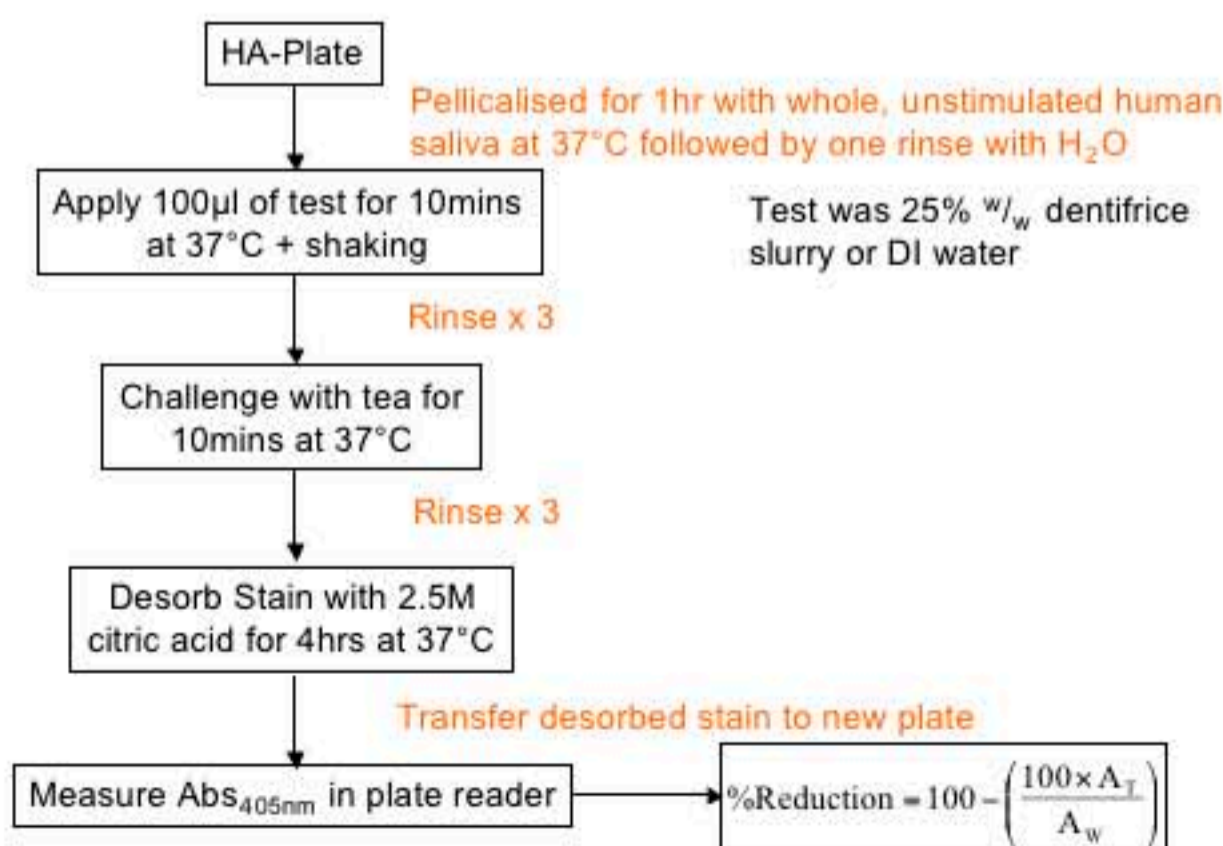 HA-Plate
Pellicalised for 1hr with whole, unstimulated human
saliva at 37°C followed by one rinse with H₂O
Apply 100µl of test for 10mins
at 37°C + shaking
Test was 25% ʷ/w dentifrice
slurry or DI water
Rinse x 3
Challenge with tea for
10mins at 37°C
Rinse x 3
Desorb Stain with 2.5M
citric acid for 4hrs at 37°C
Transfer desorbed stain to new plate
Measure Abs405nm in plate reader
%Reduction = 100 − (100 × A_T / A_W)